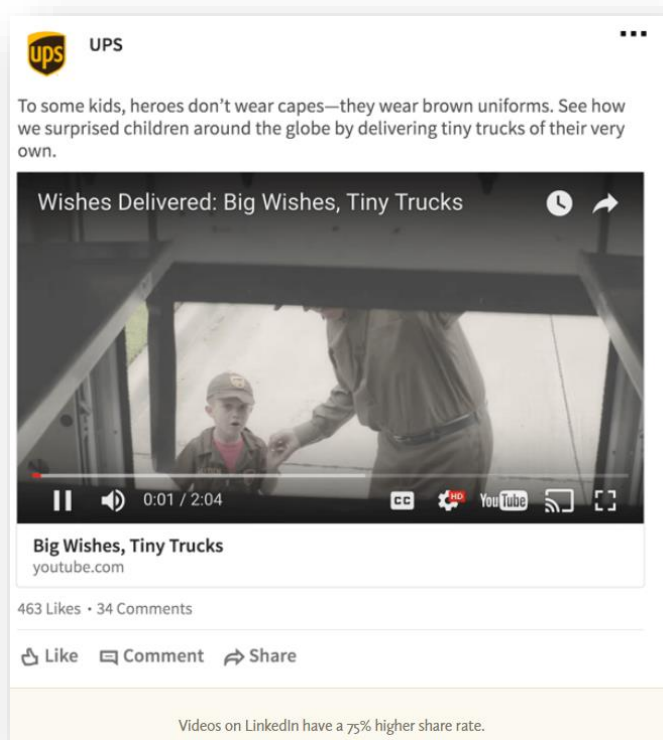 ups
UPS
To some kids, heroes don’t wear capes—they wear brown uniforms. See how
we surprised children around the globe by delivering tiny trucks of their very
own.
Wishes Delivered: Big Wishes, Tiny Trucks
0:01 / 2:04
CC
HD
YouTube
Big Wishes, Tiny Trucks
youtube.com
463 Likes • 34 Comments
Like
Comment
Share
Videos on LinkedIn have a 75% higher share rate.